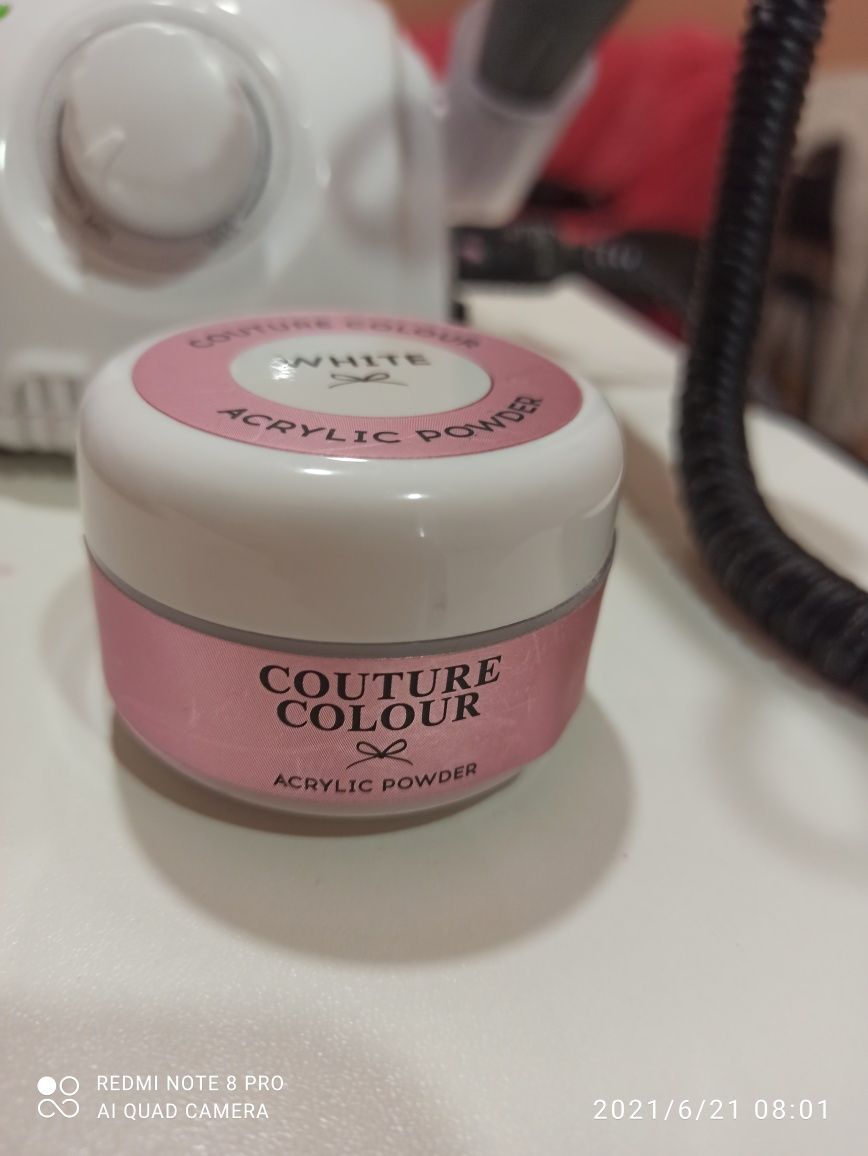 COUTURE COLOUR
WHITE
ACRYLIC POWDER
COUTURE
COLOUR
ACRYLIC POWDER
REDMI NOTE 8 PRO
AI QUAD CAMERA
2021/6/21 08:01